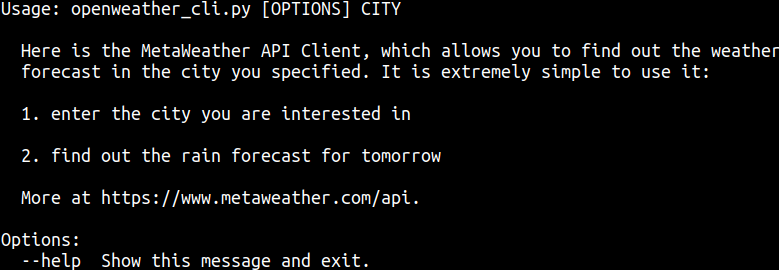 Usage: openweather_cli.py [OPTIONS] CITY
Here is the MetaWeather API Client, which allows you to find out the weather
forecast in the city you specified. It is extremely simple to use it:
1. enter the city you are interested in
2. find out the rain forecast for tomorrow
More at https://www.metaweather.com/api.
Options:
--help  Show this message and exit.